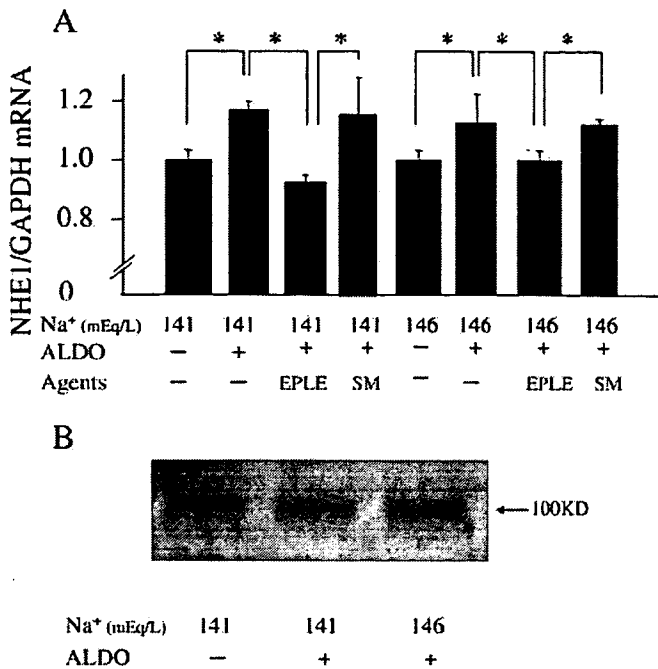 A
* * * * * *
NHE1/GAPDH mRNA
1.2
1.0
0.8
0
Na⁺ (mEq/L) 141 141 141 141 146 146 146 146
ALDO − + + + − + + +
Agents − − EPLE SM − − EPLE SM
B
←100KD
Na⁺ (mEq/L) 141 141 146
ALDO − + +